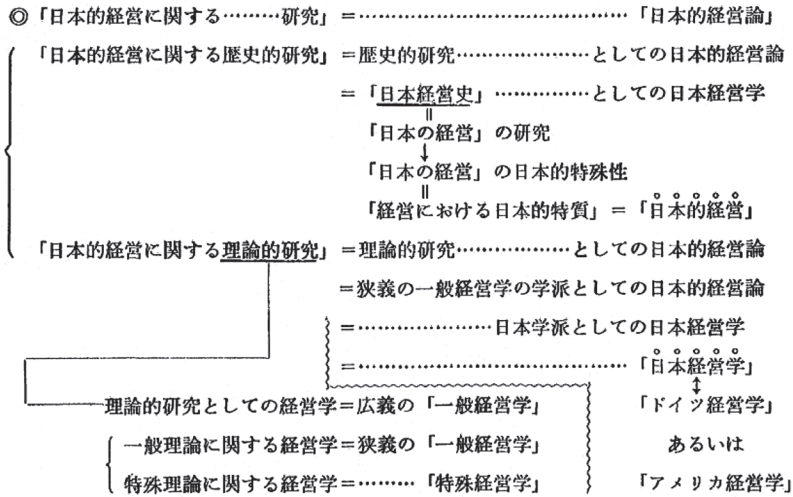 ◎「日本的経営に関する………研究」＝…………………………………「日本的経営論」
「日本的経営に関する歴史的研究」＝歴史的研究………………としての日本的経営論
＝「日本経営史」………………としての日本経営学
‖
「日本の経営」の研究
↓
「日本の経営」の日本的特殊性
‖
「経営における日本的特質」＝「日本的経営」
「日本的経営に関する理論的研究」＝理論的研究………………としての日本的経営論
＝狭義の一般経営学の学派としての日本的経営論
＝…………………日本学派としての日本経営学
＝…………………………………「日本経営学」
↕
理論的研究としての経営学＝広義の「一般経営学」 「ドイツ経営学」
一般理論に関する経営学＝狭義の「一般経営学」 あるいは
特殊理論に関する経営学＝………「特殊経営学」 「アメリカ経営学」